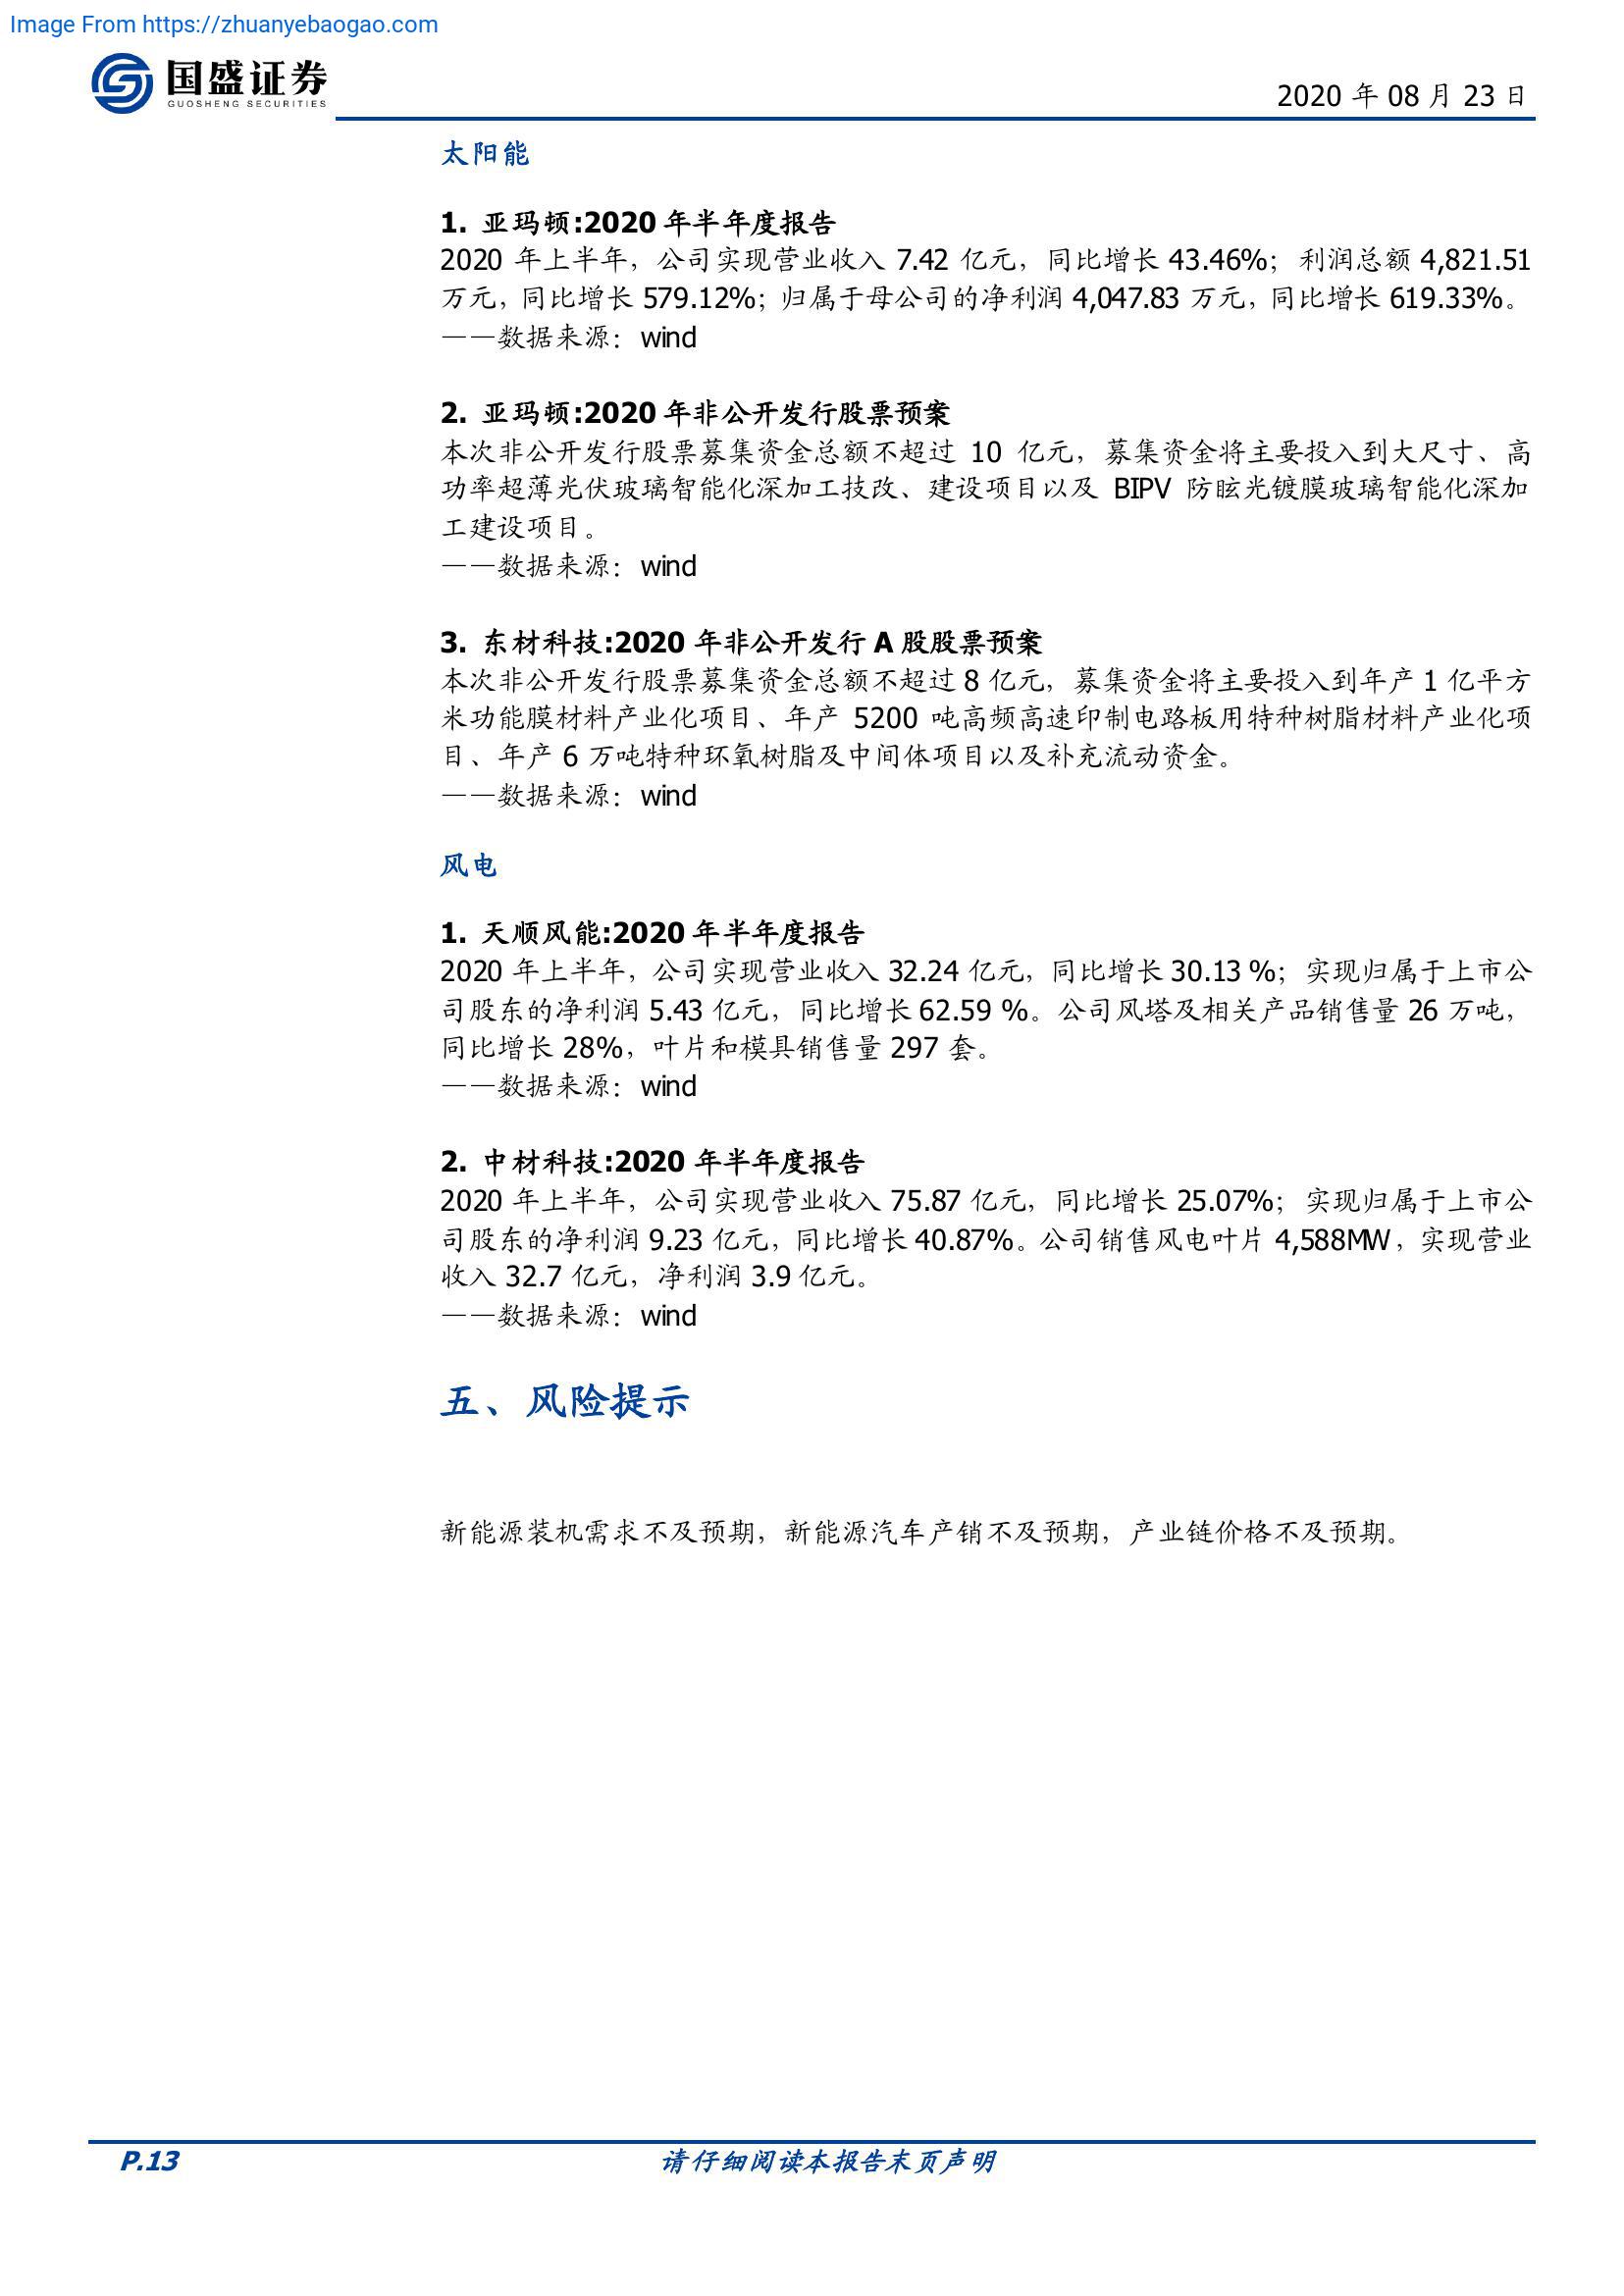 Image From https://zhuanyebaogao.com
国盛证券
GUOSHENG SECURITIES
2020 年 08 月 23 日
太阳能
1. 亚玛顿:2020 年半年度报告
2020 年上半年，公司实现营业收入 7.42 亿元，同比增长 43.46%；利润总额 4,821.51
万元，同比增长 579.12%；归属于母公司的净利润 4,047.83 万元，同比增长 619.33%。
——数据来源：wind
2. 亚玛顿:2020 年非公开发行股票预案
本次非公开发行股票募集资金总额不超过 10 亿元，募集资金将主要投入到大尺寸、高
功率超薄光伏玻璃智能化深加工技改、建设项目以及 BIPV 防眩光镀膜玻璃智能化深加
工建设项目。
——数据来源：wind
3. 东材科技:2020 年非公开发行 A 股股票预案
本次非公开发行股票募集资金总额不超过 8 亿元，募集资金将主要投入到年产 1 亿平方
米功能膜材料产业化项目、年产 5200 吨高频高速印制电路板用特种树脂材料产业化项
目、年产 6 万吨特种环氧树脂及中间体项目以及补充流动资金。
——数据来源：wind
风电
1. 天顺风能:2020 年半年度报告
2020 年上半年，公司实现营业收入 32.24 亿元，同比增长 30.13 %；实现归属于上市公
司股东的净利润 5.43 亿元，同比增长 62.59 %。公司风塔及相关产品销售量 26 万吨，
同比增长 28%，叶片和模具销售量 297 套。
——数据来源：wind
2. 中材科技:2020 年半年度报告
2020 年上半年，公司实现营业收入 75.87 亿元，同比增长 25.07%；实现归属于上市公
司股东的净利润 9.23 亿元，同比增长 40.87%。公司销售风电叶片 4,588MW，实现营业
收入 32.7 亿元，净利润 3.9 亿元。
——数据来源：wind
五、风险提示
新能源装机需求不及预期，新能源汽车产销不及预期，产业链价格不及预期。
P.13
请仔细阅读本报告末页声明